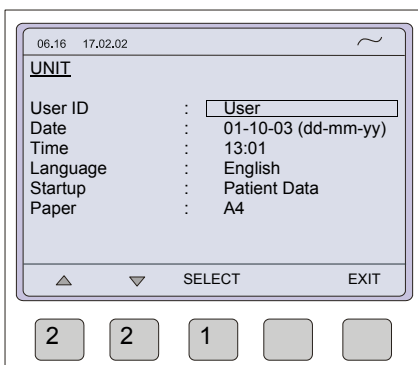 06.16 17.02.02
UNIT
User ID : User
Date : 01-10-03 (dd-mm-yy)
Time : 13:01
Language : English
Startup : Patient Data
Paper : A4
SELECT EXIT
2 2 1